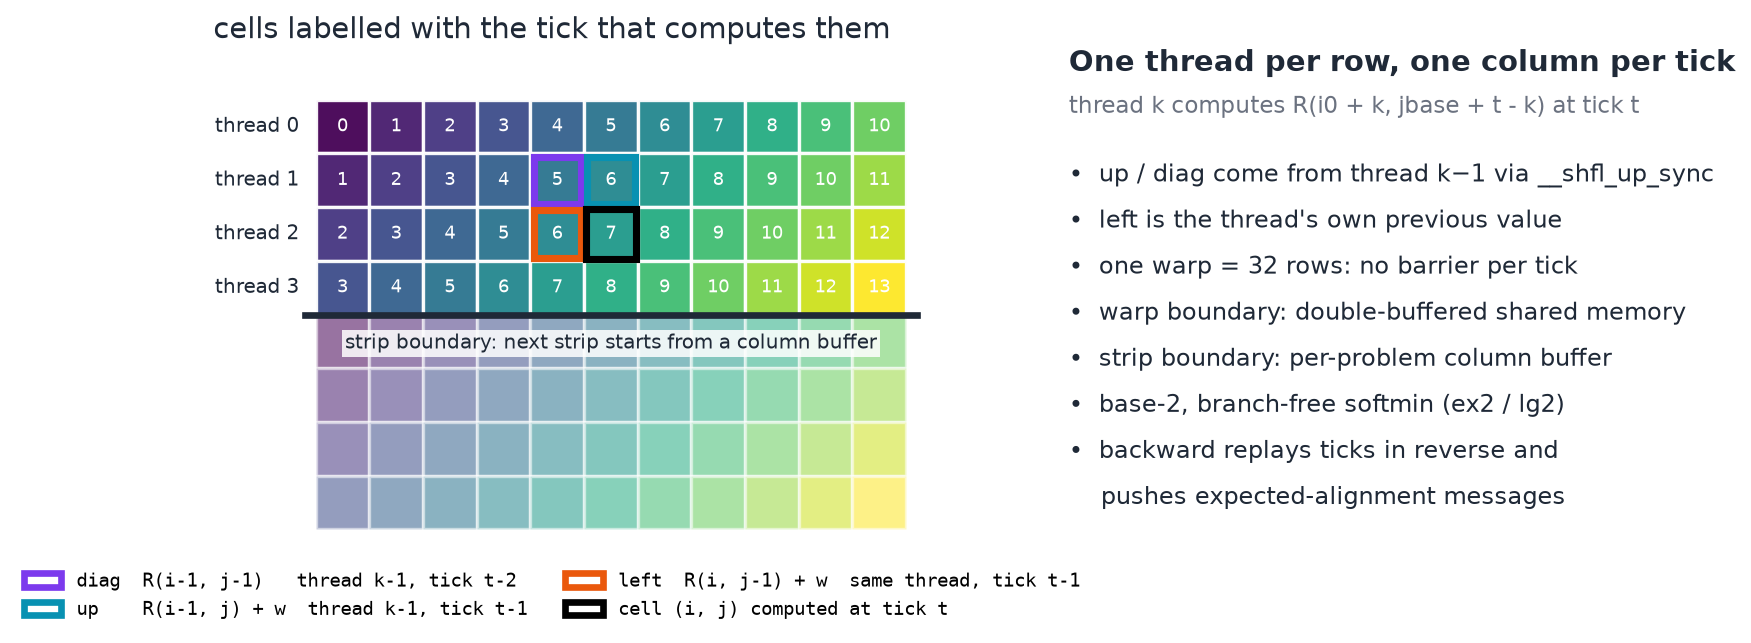 cells labelled with the tick that computes them
thread 0 0 1 2 3 4 5 6 7 8 9 10
thread 1 1 2 3 4 5 6 7 8 9 10 11
thread 2 2 3 4 5 6 7 8 9 10 11 12
thread 3 3 4 5 6 7 8 9 10 11 12 13
strip boundary: next strip starts from a column buffer
One thread per row, one column per tick
thread k computes R(i0 + k, jbase + t - k) at tick t
• up / diag come from thread k−1 via __shfl_up_sync
• left is the thread's own previous value
• one warp = 32 rows: no barrier per tick
• warp boundary: double-buffered shared memory
• strip boundary: per-problem column buffer
• base-2, branch-free softmin (ex2 / lg2)
• backward replays ticks in reverse and
pushes expected-alignment messages
diag R(i-1, j-1) thread k-1, tick t-2
up R(i-1, j) + w thread k-1, tick t-1
left R(i, j-1) + w same thread, tick t-1
cell (i, j) computed at tick t